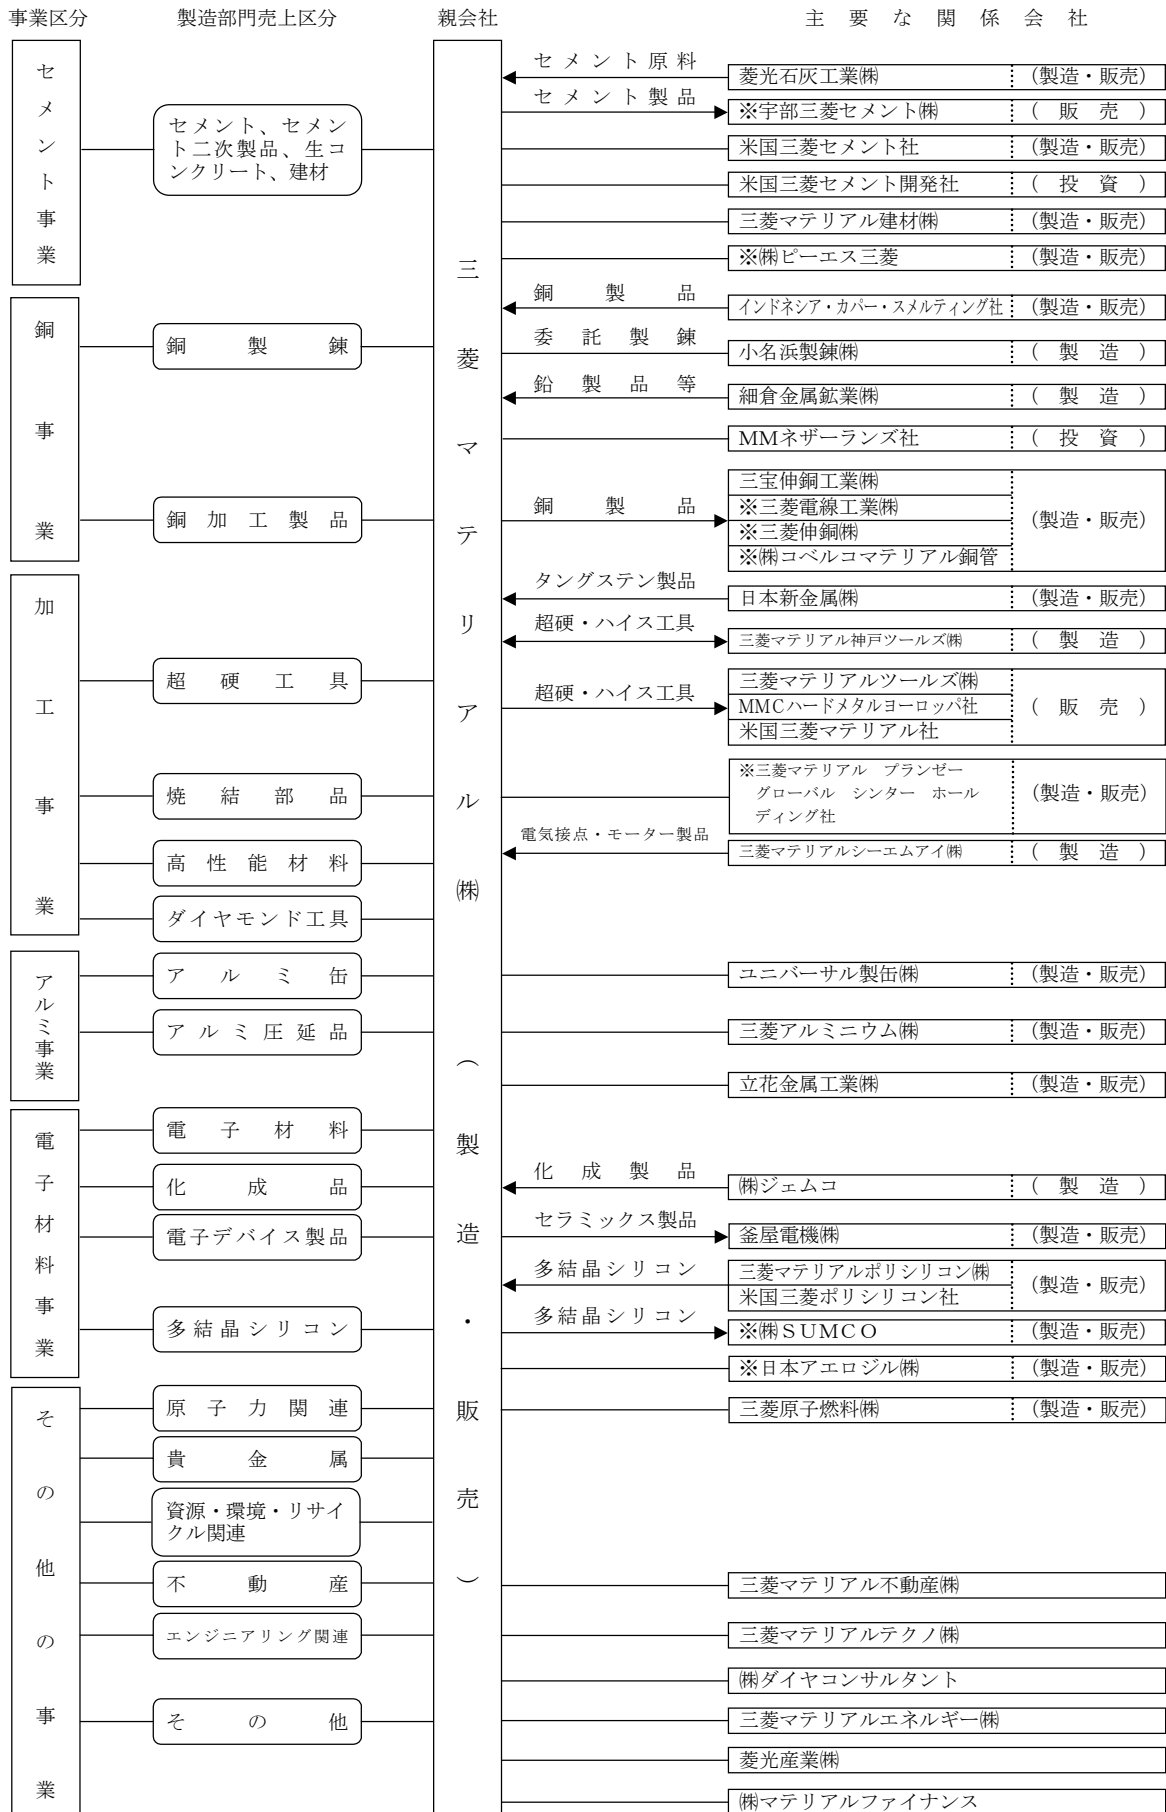 事業区分 製造部門売上区分 親会社 主要な関係会社
セメント事業
セメント、セメン
ト二次製品、生コ
ンクリート、建材
銅事業
銅製錬
銅加工製品
加工事業
超硬工具
焼結部品
高性能材料
ダイヤモンド工具
アルミ事業
アルミ缶
アルミ圧延品
電子材料事業
電子材料
化成品
電子デバイス製品
多結晶シリコン
その他の事業
原子力関連
貴金属
資源・環境・リサイ
クル関連
不動産
エンジニアリング関連
その他
三菱マテリアル㈱(製造・販売)
セメント原料
菱光石灰工業㈱ (製造・販売)
セメント製品
※宇部三菱セメント㈱ (販売)
米国三菱セメント社 (製造・販売)
米国三菱セメント開発社 (投資)
三菱マテリアル建材㈱ (製造・販売)
※㈱ピーエス三菱 (製造・販売)
銅製品
インドネシア・カパー・スメルティング社 (製造・販売)
委託製錬
小名浜製錬㈱ (製造)
鉛製品等
細倉金属鉱業㈱ (製造)
MMネザーランズ社 (投資)
銅製品
三宝伸銅工業㈱
※三菱電線工業㈱
※三菱伸銅㈱
※㈱コベルコマテリアル銅管
(製造・販売)
タングステン製品
日本新金属㈱ (製造・販売)
超硬・ハイス工具
三菱マテリアル神戸ツールズ㈱ (製造)
超硬・ハイス工具
三菱マテリアルツールズ㈱
MMCハードメタルヨーロッパ社
米国三菱マテリアル社
(販売)
※三菱マテリアル プランゼー
グローバル シンター ホール
ディング社
(製造・販売)
電気接点・モーター製品
三菱マテリアルシーエムアイ㈱ (製造)
ユニバーサル製缶㈱ (製造・販売)
三菱アルミニウム㈱ (製造・販売)
立花金属工業㈱ (製造・販売)
化成製品
㈱ジェムコ (製造)
セラミックス製品
釜屋電機㈱ (製造・販売)
多結晶シリコン
三菱マテリアルポリシリコン㈱
米国三菱ポリシリコン社
(製造・販売)
多結晶シリコン
※㈱SUMCO (製造・販売)
※日本アエロジル㈱ (製造・販売)
三菱原子燃料㈱ (製造・販売)
三菱マテリアル不動産㈱
三菱マテリアルテクノ㈱
㈱ダイヤコンサルタント
三菱マテリアルエネルギー㈱
菱光産業㈱
㈱マテリアルファイナンス